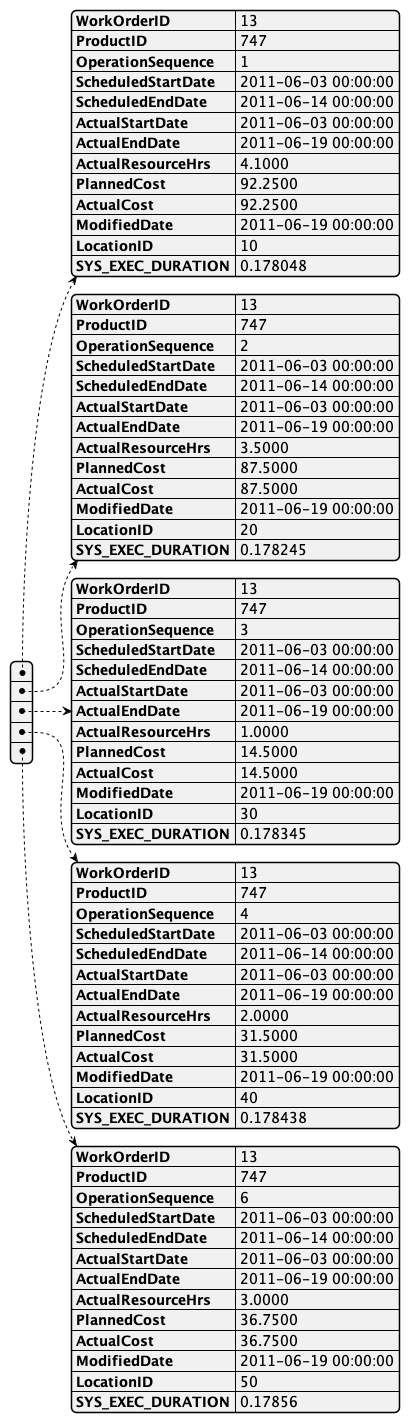 WorkOrderID 13
ProductID 747
OperationSequence 1
ScheduledStartDate 2011-06-03 00:00:00
ScheduledEndDate 2011-06-14 00:00:00
ActualStartDate 2011-06-03 00:00:00
ActualEndDate 2011-06-19 00:00:00
ActualResourceHrs 4.1000
PlannedCost 92.2500
ActualCost 92.2500
ModifiedDate 2011-06-19 00:00:00
LocationID 10
SYS_EXEC_DURATION 0.178048
WorkOrderID 13
ProductID 747
OperationSequence 2
ScheduledStartDate 2011-06-03 00:00:00
ScheduledEndDate 2011-06-14 00:00:00
ActualStartDate 2011-06-03 00:00:00
ActualEndDate 2011-06-19 00:00:00
ActualResourceHrs 3.5000
PlannedCost 87.5000
ActualCost 87.5000
ModifiedDate 2011-06-19 00:00:00
LocationID 20
SYS_EXEC_DURATION 0.178245
WorkOrderID 13
ProductID 747
OperationSequence 3
ScheduledStartDate 2011-06-03 00:00:00
ScheduledEndDate 2011-06-14 00:00:00
ActualStartDate 2011-06-03 00:00:00
ActualEndDate 2011-06-19 00:00:00
ActualResourceHrs 1.0000
PlannedCost 14.5000
ActualCost 14.5000
ModifiedDate 2011-06-19 00:00:00
LocationID 30
SYS_EXEC_DURATION 0.178345
WorkOrderID 13
ProductID 747
OperationSequence 4
ScheduledStartDate 2011-06-03 00:00:00
ScheduledEndDate 2011-06-14 00:00:00
ActualStartDate 2011-06-03 00:00:00
ActualEndDate 2011-06-19 00:00:00
ActualResourceHrs 2.0000
PlannedCost 31.5000
ActualCost 31.5000
ModifiedDate 2011-06-19 00:00:00
LocationID 40
SYS_EXEC_DURATION 0.178438
WorkOrderID 13
ProductID 747
OperationSequence 6
ScheduledStartDate 2011-06-03 00:00:00
ScheduledEndDate 2011-06-14 00:00:00
ActualStartDate 2011-06-03 00:00:00
ActualEndDate 2011-06-19 00:00:00
ActualResourceHrs 3.0000
PlannedCost 36.7500
ActualCost 36.7500
ModifiedDate 2011-06-19 00:00:00
LocationID 50
SYS_EXEC_DURATION 0.17856